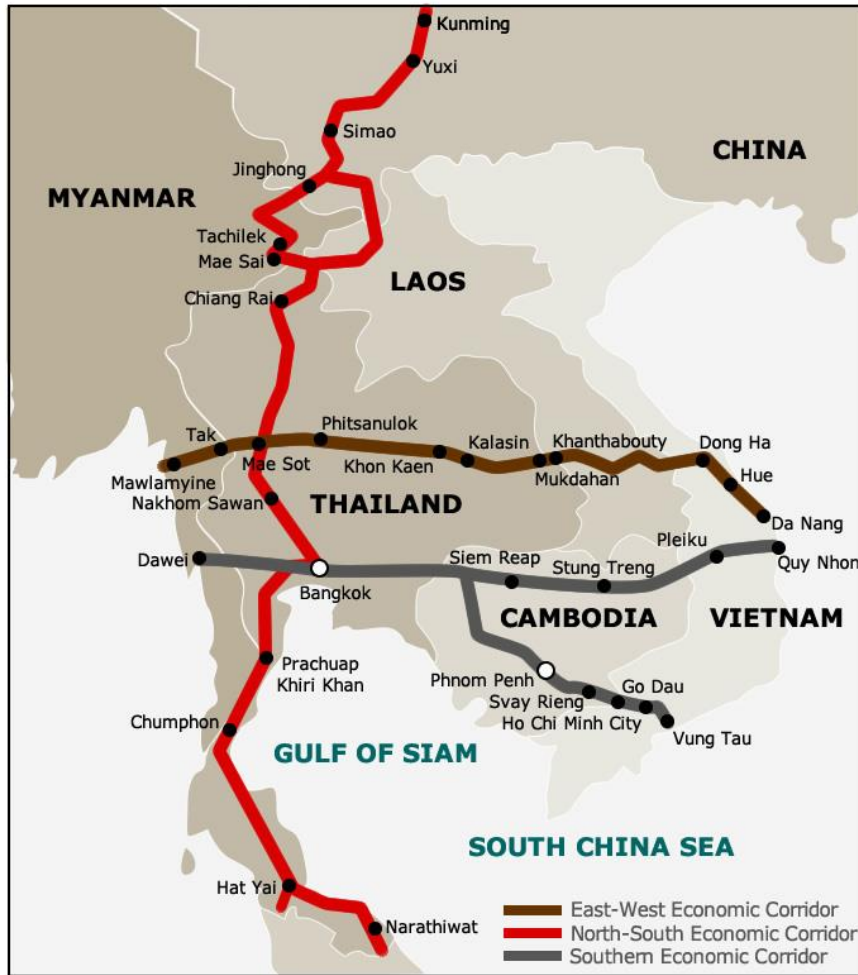 Kunming
Yuxi
Simao
CHINA
Jinghong
MYANMAR
Tachilek
Mae Sai
LAOS
Chiang Rai
Phitsanulok
Tak
Kalasin
Khanthabouty
Dong Ha
Mae Sot
Khon Kaen
Mukdahan
Hue
Mawlamyine
Nakhom Sawan
THAILAND
Da Nang
Pleiku
Dawei
Siem Reap
Stung Treng
Quy Nhon
Bangkok
CAMBODIA
VIETNAM
Prachuap
Khiri Khan
Phnom Penh
Go Dau
Svay Rieng
Ho Chi Minh City
Chumphon
Vung Tau
GULF OF SIAM
SOUTH CHINA SEA
Hat Yai
Narathiwat
East-West Economic Corridor
North-South Economic Corridor
Southern Economic Corridor